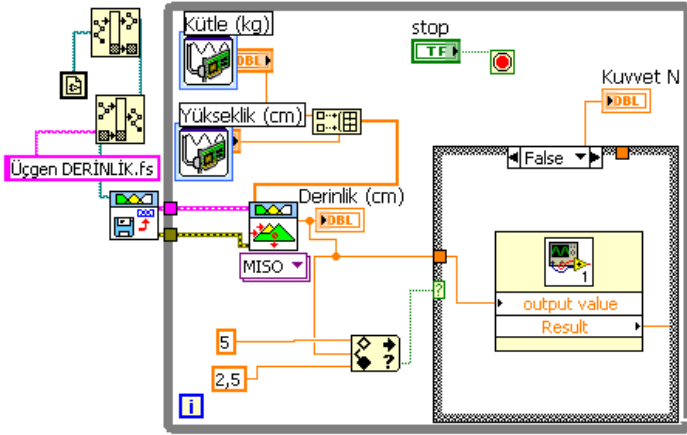 Kütle (kg)
DBL
stop
TF
Kuvvet N
DBL
Yükseklik (cm)
False
Üçgen DERİNLİK.fs
Derinlik (cm)
DBL
MISO
1
output value
Result
?
5
?
2,5
i